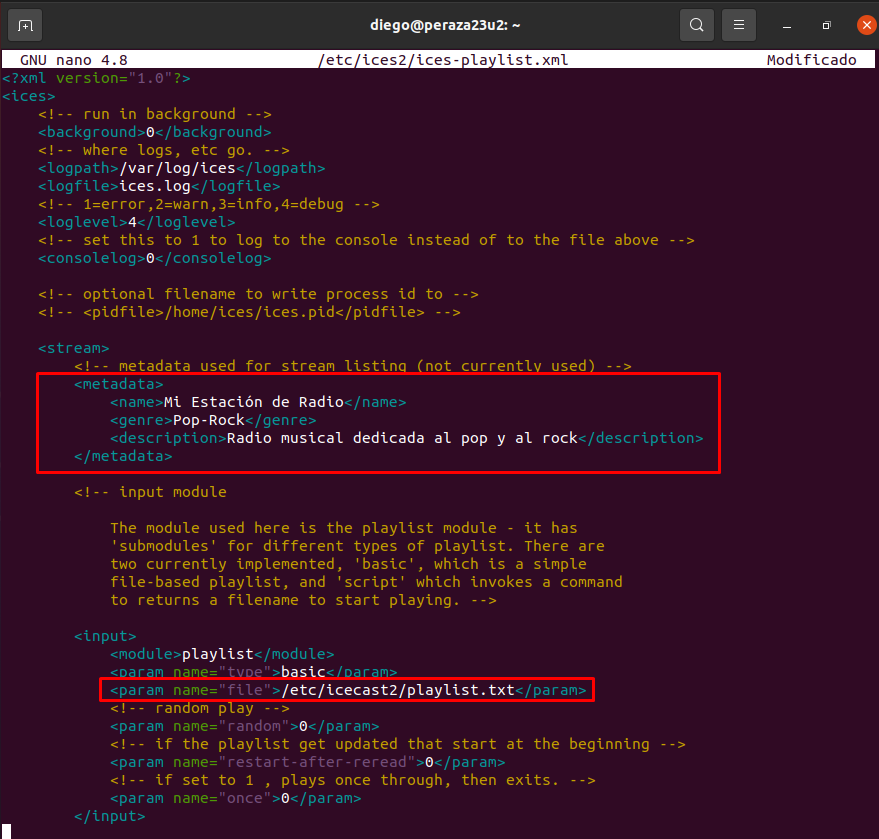 diego@peraza23u2: ~
GNU nano 4.8 /etc/ices2/ices-playlist.xml Modificado
<?xml version="1.0"?>
<ices>
    <!-- run in background -->
    <background>0</background>
    <!-- where logs, etc go. -->
    <logpath>/var/log/ices</logpath>
    <logfile>ices.log</logfile>
    <!-- 1=error,2=warn,3=info,4=debug -->
    <loglevel>4</loglevel>
    <!-- set this to 1 to log to the console instead of to the file above -->
    <consolelog>0</consolelog>

    <!-- optional filename to write process id to -->
    <!-- <pidfile>/home/ices/ices.pid</pidfile> -->

    <stream>
        <!-- metadata used for stream listing (not currently used) -->
        <metadata>
            <name>Mi Estación de Radio</name>
            <genre>Pop-Rock</genre>
            <description>Radio musical dedicada al pop y al rock</description>
        </metadata>

        <!-- input module

            The module used here is the playlist module - it has
            'submodules' for different types of playlist. There are
            two currently implemented, 'basic', which is a simple
            file-based playlist, and 'script' which invokes a command
            to returns a filename to start playing. -->

        <input>
            <module>playlist</module>
            <param name="type">basic</param>
            <param name="file">/etc/icecast2/playlist.txt</param>
            <!-- random play -->
            <param name="random">0</param>
            <!-- if the playlist get updated that start at the beginning -->
            <param name="restart-after-reread">0</param>
            <!-- if set to 1 , plays once through, then exits. -->
            <param name="once">0</param>
        </input>